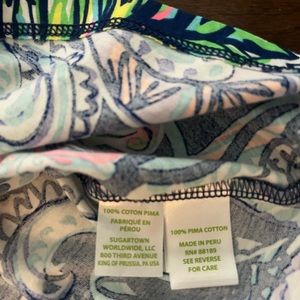 100% COTON PIMA
FABRIQUÉ EN
PÉROU
SUGARTOWN
WORLDWIDE, LLC
800 THIRD AVENUE
KING OF PRUSSIA, PA USA
100% PIMA COTTON
MADE IN PERU
RN# 88189
SEE REVERSE
FOR CARE